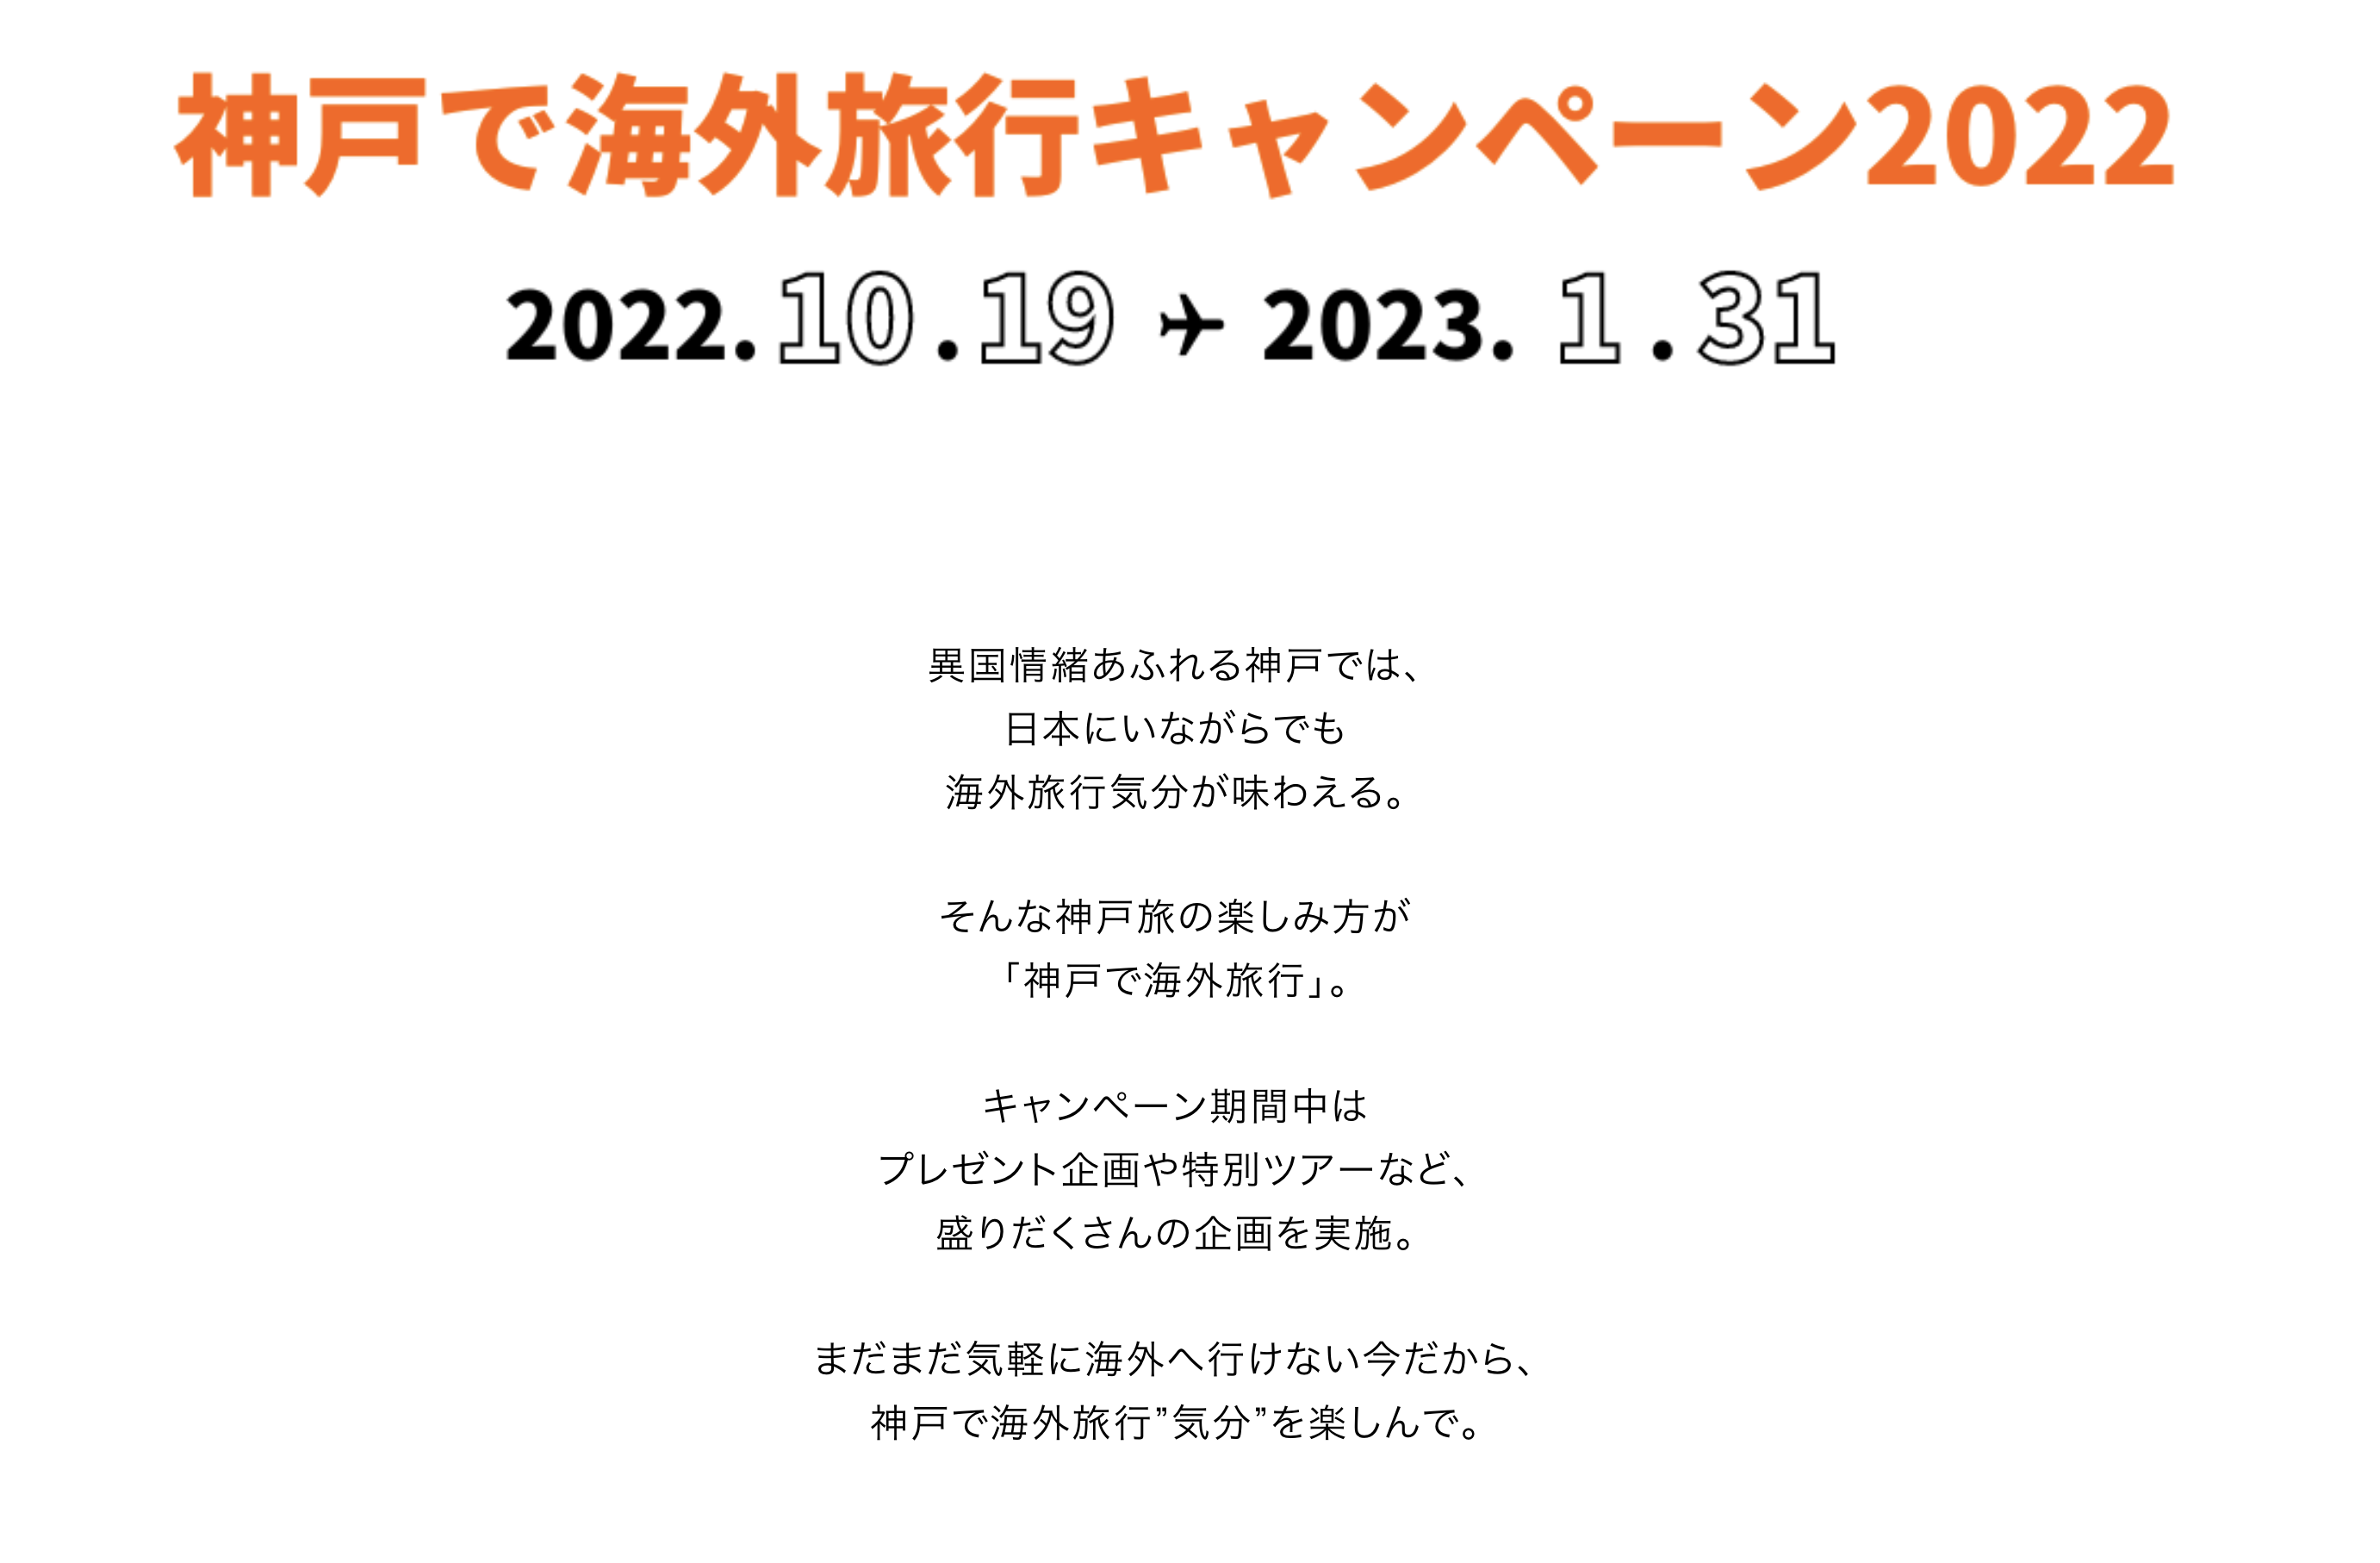 神戸で海外旅行キャンペーン2022
2022.10.19 ✈ 2023. 1.31
異国情緒あふれる神戸では、
日本にいながらでも
海外旅行気分が味わえる。
そんな神戸旅の楽しみ方が
「神戸で海外旅行」。
キャンペーン期間中は
プレゼント企画や特別ツアーなど、
盛りだくさんの企画を実施。
まだまだ気軽に海外へ行けない今だから、
神戸で海外旅行”気分”を楽しんで。